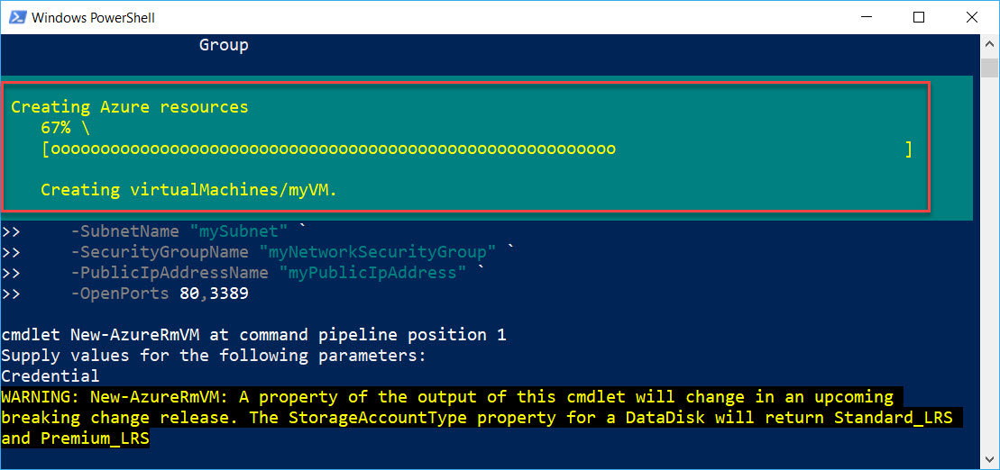 Windows PowerShell
Group
Creating Azure resources
67% \
[ooooooooooooooooooooooooooooooooooooooooooooooooooooooooo                             ]
Creating virtualMachines/myVM.
>>     -SubnetName "mySubnet" `
>>     -SecurityGroupName "myNetworkSecurityGroup" `
>>     -PublicIpAddressName "myPublicIpAddress" `
>>     -OpenPorts 80,3389
cmdlet New-AzureRmVM at command pipeline position 1
Supply values for the following parameters:
Credential
WARNING: New-AzureRmVM: A property of the output of this cmdlet will change in an upcoming
breaking change release. The StorageAccountType property for a DataDisk will return Standard_LRS
and Premium_LRS